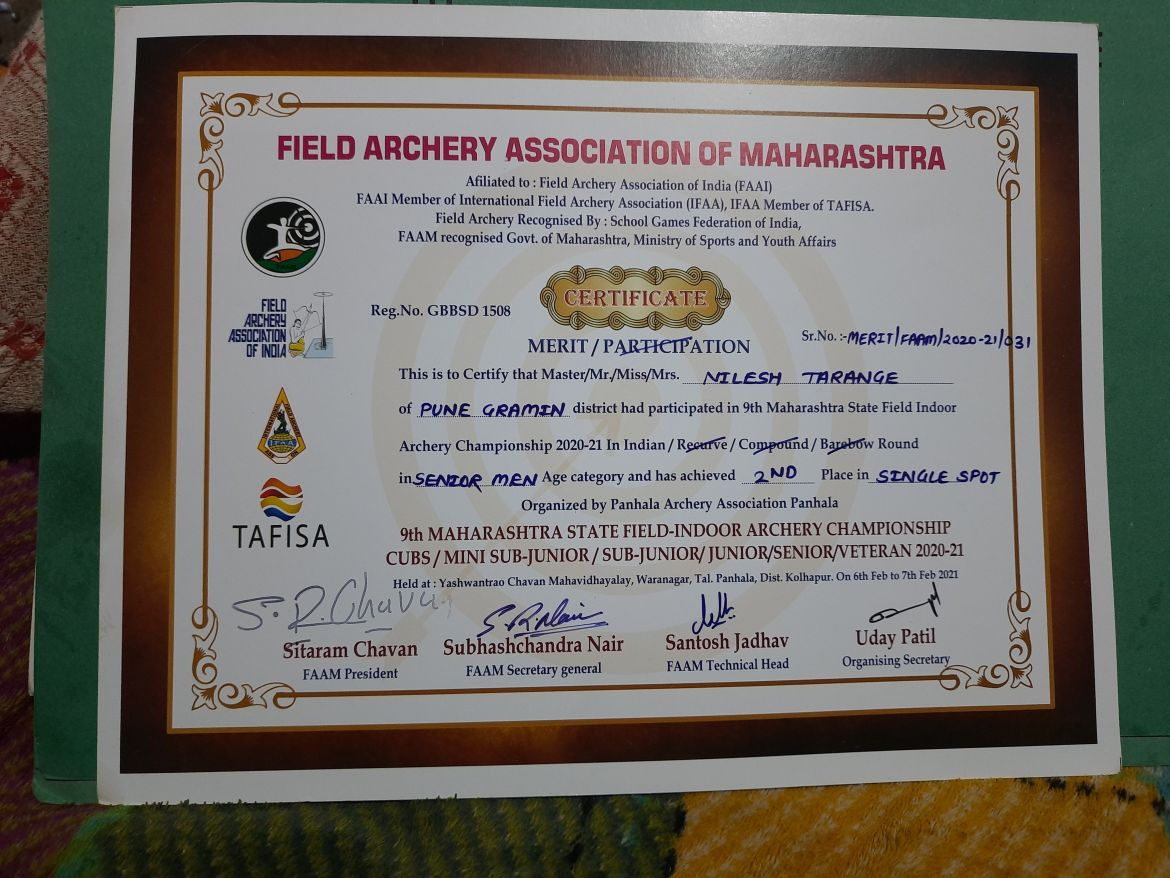 FIELD ARCHERY ASSOCIATION OF MAHARASHTRA
Afiliated to : Field Archery Association of India (FAAI)
FAAI Member of International Field Archery Association (IFAA), IFAA Member of TAFISA.
Field Archery Recognised By : School Games Federation of India,
FAAM recognised Govt. of Maharashtra, Ministry of Sports and Youth Affairs
FIELD
ARCHERY
ASSOCIATION
OF INDIA
IFAA
TAFISA
CERTIFICATE
Reg.No. GBBSD 1508
MERIT / PARTICIPATION
Sr.No. :- MERIT/FAAM/2020-21/031
This is to Certify that Master/Mr./Miss/Mrs. NILESH TARANGE
of PUNE GRAMIN district had participated in 9th Maharashtra State Field Indoor
Archery Championship 2020-21 In Indian / Recurve / Compound / Barebow Round
in SENIOR MEN Age category and has achieved 2ND Place in SINGLE SPOT
Organized by Panhala Archery Association Panhala
9th MAHARASHTRA STATE FIELD-INDOOR ARCHERY CHAMPIONSHIP
CUBS / MINI SUB-JUNIOR / SUB-JUNIOR/ JUNIOR/SENIOR/VETERAN 2020-21
Held at : Yashwantrao Chavan Mahavidhayalay, Waranagar, Tal. Panhala, Dist. Kolhapur. On 6th Feb to 7th Feb 2021
S. R. Chavan S. R. Nair
Sitaram Chavan Subhashchandra Nair Santosh Jadhav Uday Patil
FAAM President FAAM Secretary general FAAM Technical Head Organising Secretary